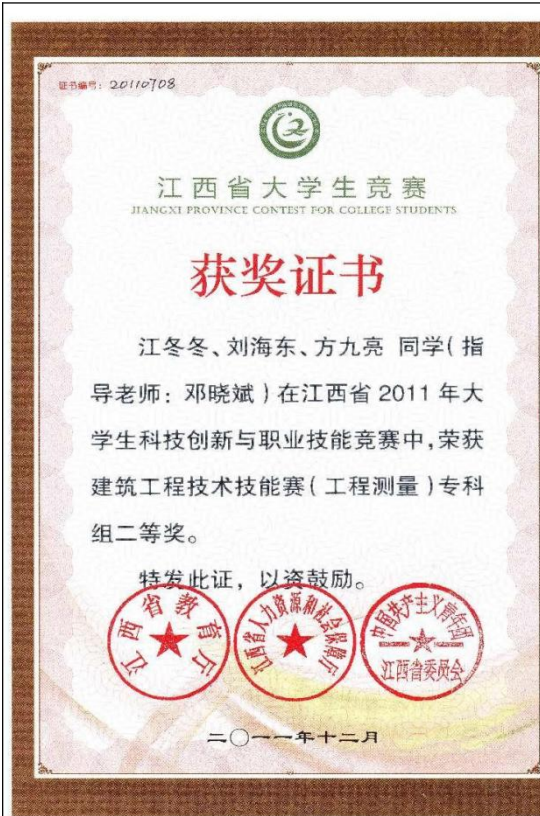 证书编号：20110708
江西省大学生竞赛
JIANGXI PROVINCE CONTEST FOR COLLEGE STUDENTS
获奖证书
江冬冬、刘海东、方九亮 同学(指
导老师：邓晓斌)在江西省2011年大
学生科技创新与职业技能竞赛中,荣获
建筑工程技术技能赛(工程测量)专科
组二等奖。
特发此证，以资鼓励。
江西省教育厅
江西省人力资源和社会保障厅
中国共产主义青年团
江西省委员会
二〇一一年十二月